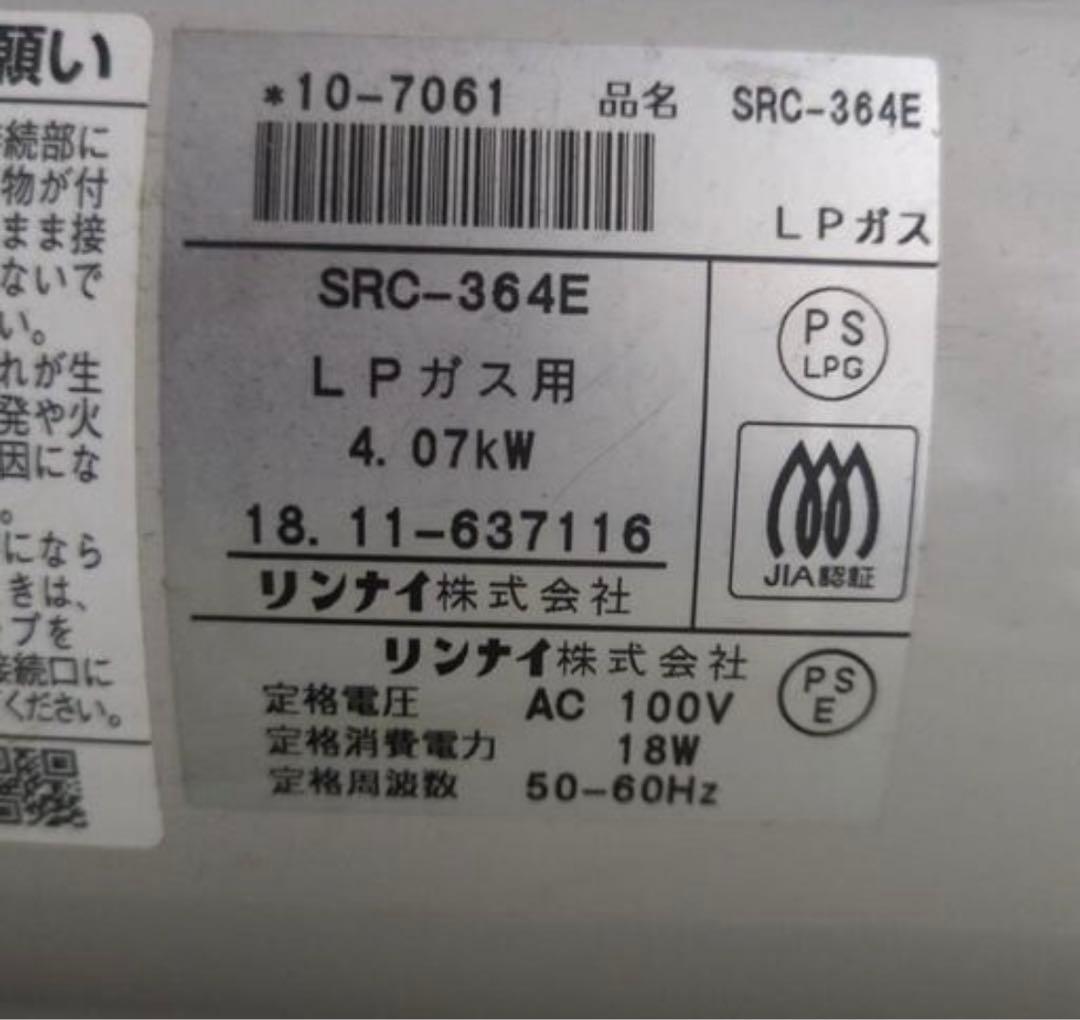 願い
続部に
物が付
まま接
ないで
い。
れが生
発や火
因にな
。
になら
きは、
ブを
接続口に
ください。
*10-7061 品名 SRC-364E
LPガス
SRC-364E
LPガス用
4.07kW
18.11-637116
リンナイ株式会社
PS
LPG
JIA認証
リンナイ株式会社
定格電圧 AC 100V
定格消費電力 18W
定格周波数 50-60Hz
PS
E